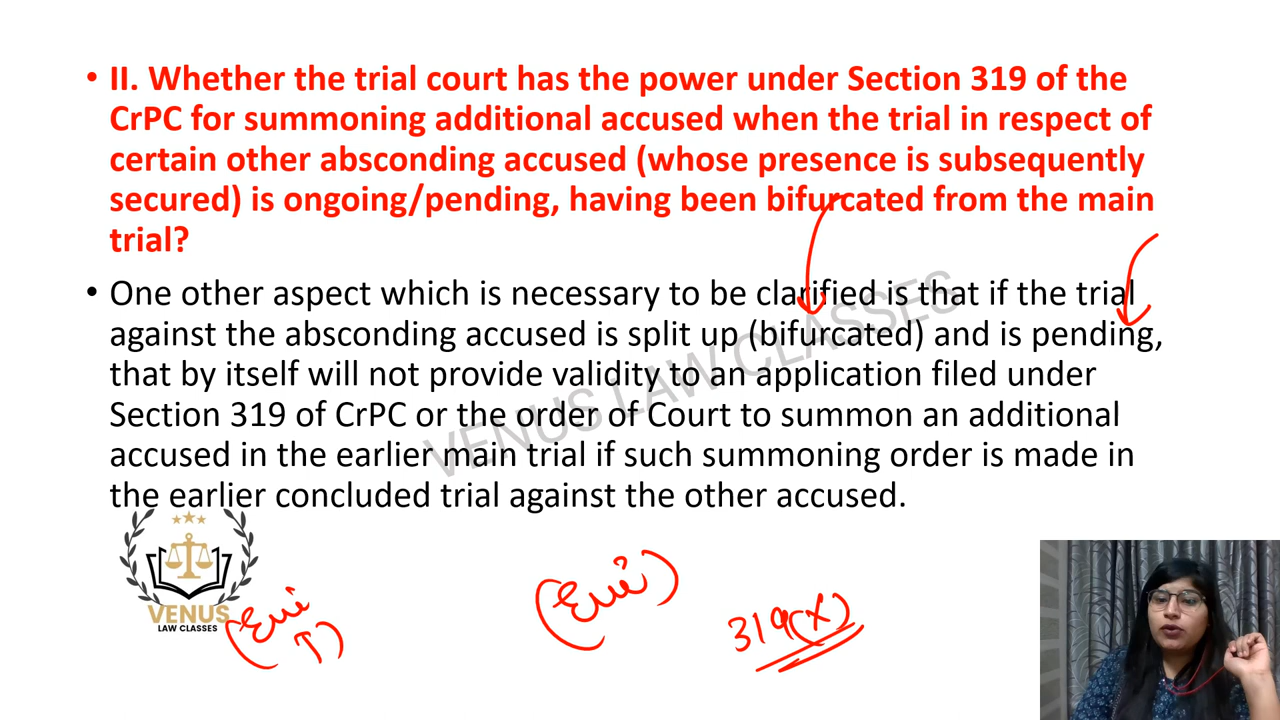 • II. Whether the trial court has the power under Section 319 of the
CrPC for summoning additional accused when the trial in respect of
certain other absconding accused (whose presence is subsequently
secured) is ongoing/pending, having been bifurcated from the main
trial?
• One other aspect which is necessary to be clarified is that if the trial
against the absconding accused is split up (bifurcated) and is pending,
that by itself will not provide validity to an application filed under
Section 319 of CrPC or the order of Court to summon an additional
accused in the earlier main trial if such summoning order is made in
the earlier concluded trial against the other accused.
VENUS LAW CLASSES
VENUS
LAW CLASSES
(Evi)
(Evi
319(X)